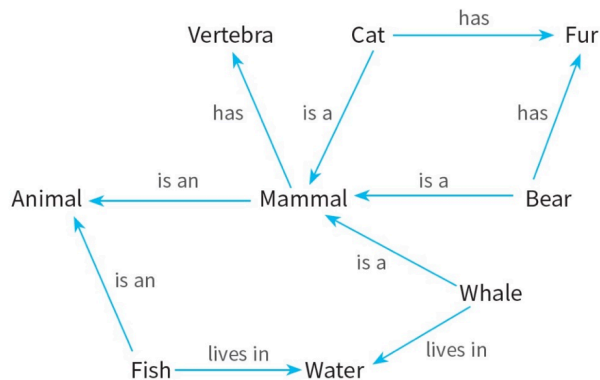 has
Vertebra
Cat
Fur
has
is a
has
is an
is a
Animal
Mammal
Bear
is a
is an
Whale
lives in
lives in
Fish
Water